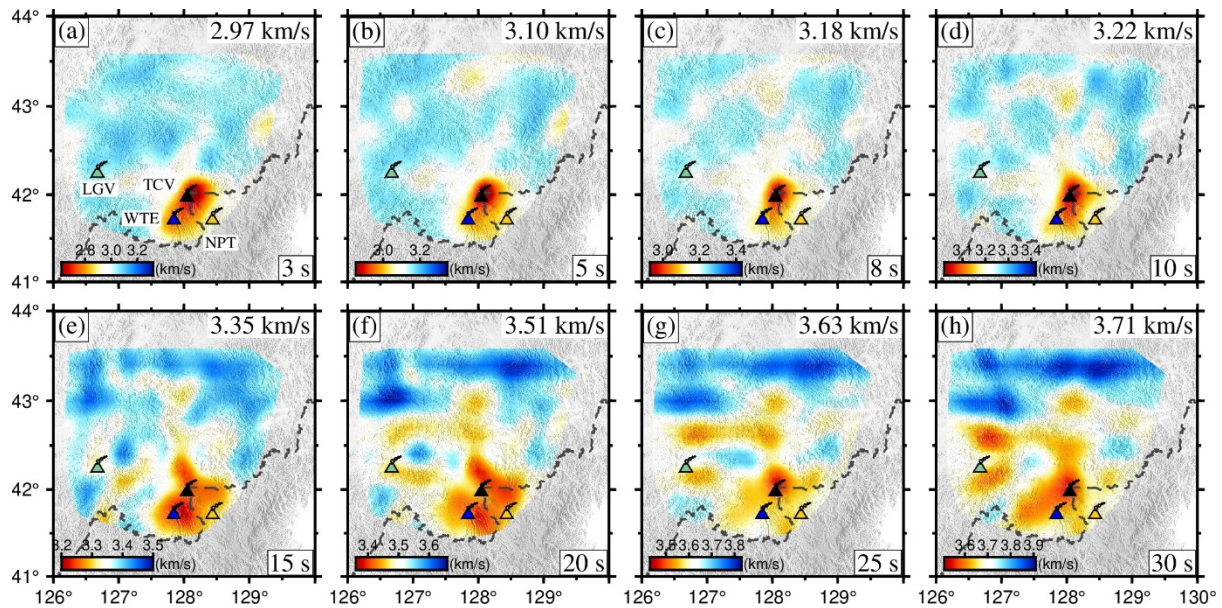 (a) 2.97 km/s (b) 3.10 km/s (c) 3.18 km/s (d) 3.22 km/s
43°
LGV TCV
42°
WTE
NPT
2.8 3.0 3.2 (km/s) 3 s 3.0 3.2 (km/s) 5 s 3.0 3.2 3.4 (km/s) 8 s 3.1 3.2 3.3 3.4 (km/s) 10 s
41°
44°
(e) 3.35 km/s (f) 3.51 km/s (g) 3.63 km/s (h) 3.71 km/s
43°
42°
3.2 3.3 3.4 3.5 (km/s) 15 s 3.4 3.5 3.6 (km/s) 20 s 3.5 3.6 3.7 3.8 (km/s) 25 s 3.6 3.7 3.8 3.9 (km/s) 30 s
41°
126° 127° 128° 129° 126° 127° 128° 129° 126° 127° 128° 129° 126° 127° 128° 129° 130°